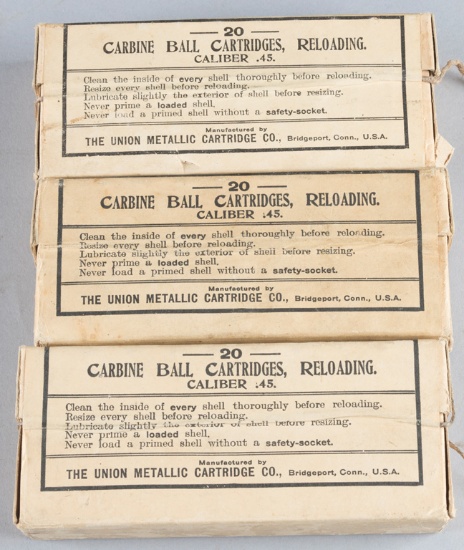 20
CARBINE BALL CARTRIDGES, RELOADING.
CALIBER .45.
Clean the inside of every shell thoroughly before reloading.
Resize every shell before reloading.
Lubricate slightly the exterior of shell before resizing.
Never prime a loaded shell.
Never load a primed shell without a safety-socket.
Manufactured by
THE UNION METALLIC CARTRIDGE CO., Bridgeport, Conn., U.S.A.
20
CARBINE BALL CARTRIDGES, RELOADING.
CALIBER .45.
Clean the inside of every shell thoroughly before reloading.
Resize every shell before reloading.
Lubricate slightly the exterior of shell before resizing.
Never prime a loaded shell.
Never load a primed shell without a safety-socket.
Manufactured by
THE UNION METALLIC CARTRIDGE CO., Bridgeport, Conn., U.S.A.
20
CARBINE BALL CARTRIDGES, RELOADING.
CALIBER .45.
Clean the inside of every shell thoroughly before reloading.
Resize every shell before reloading.
Lubricate slightly the exterior of shell before resizing.
Never prime a loaded shell.
Never load a primed shell without a safety-socket.
Manufactured by
THE UNION METALLIC CARTRIDGE CO., Bridgeport, Conn., U.S.A.